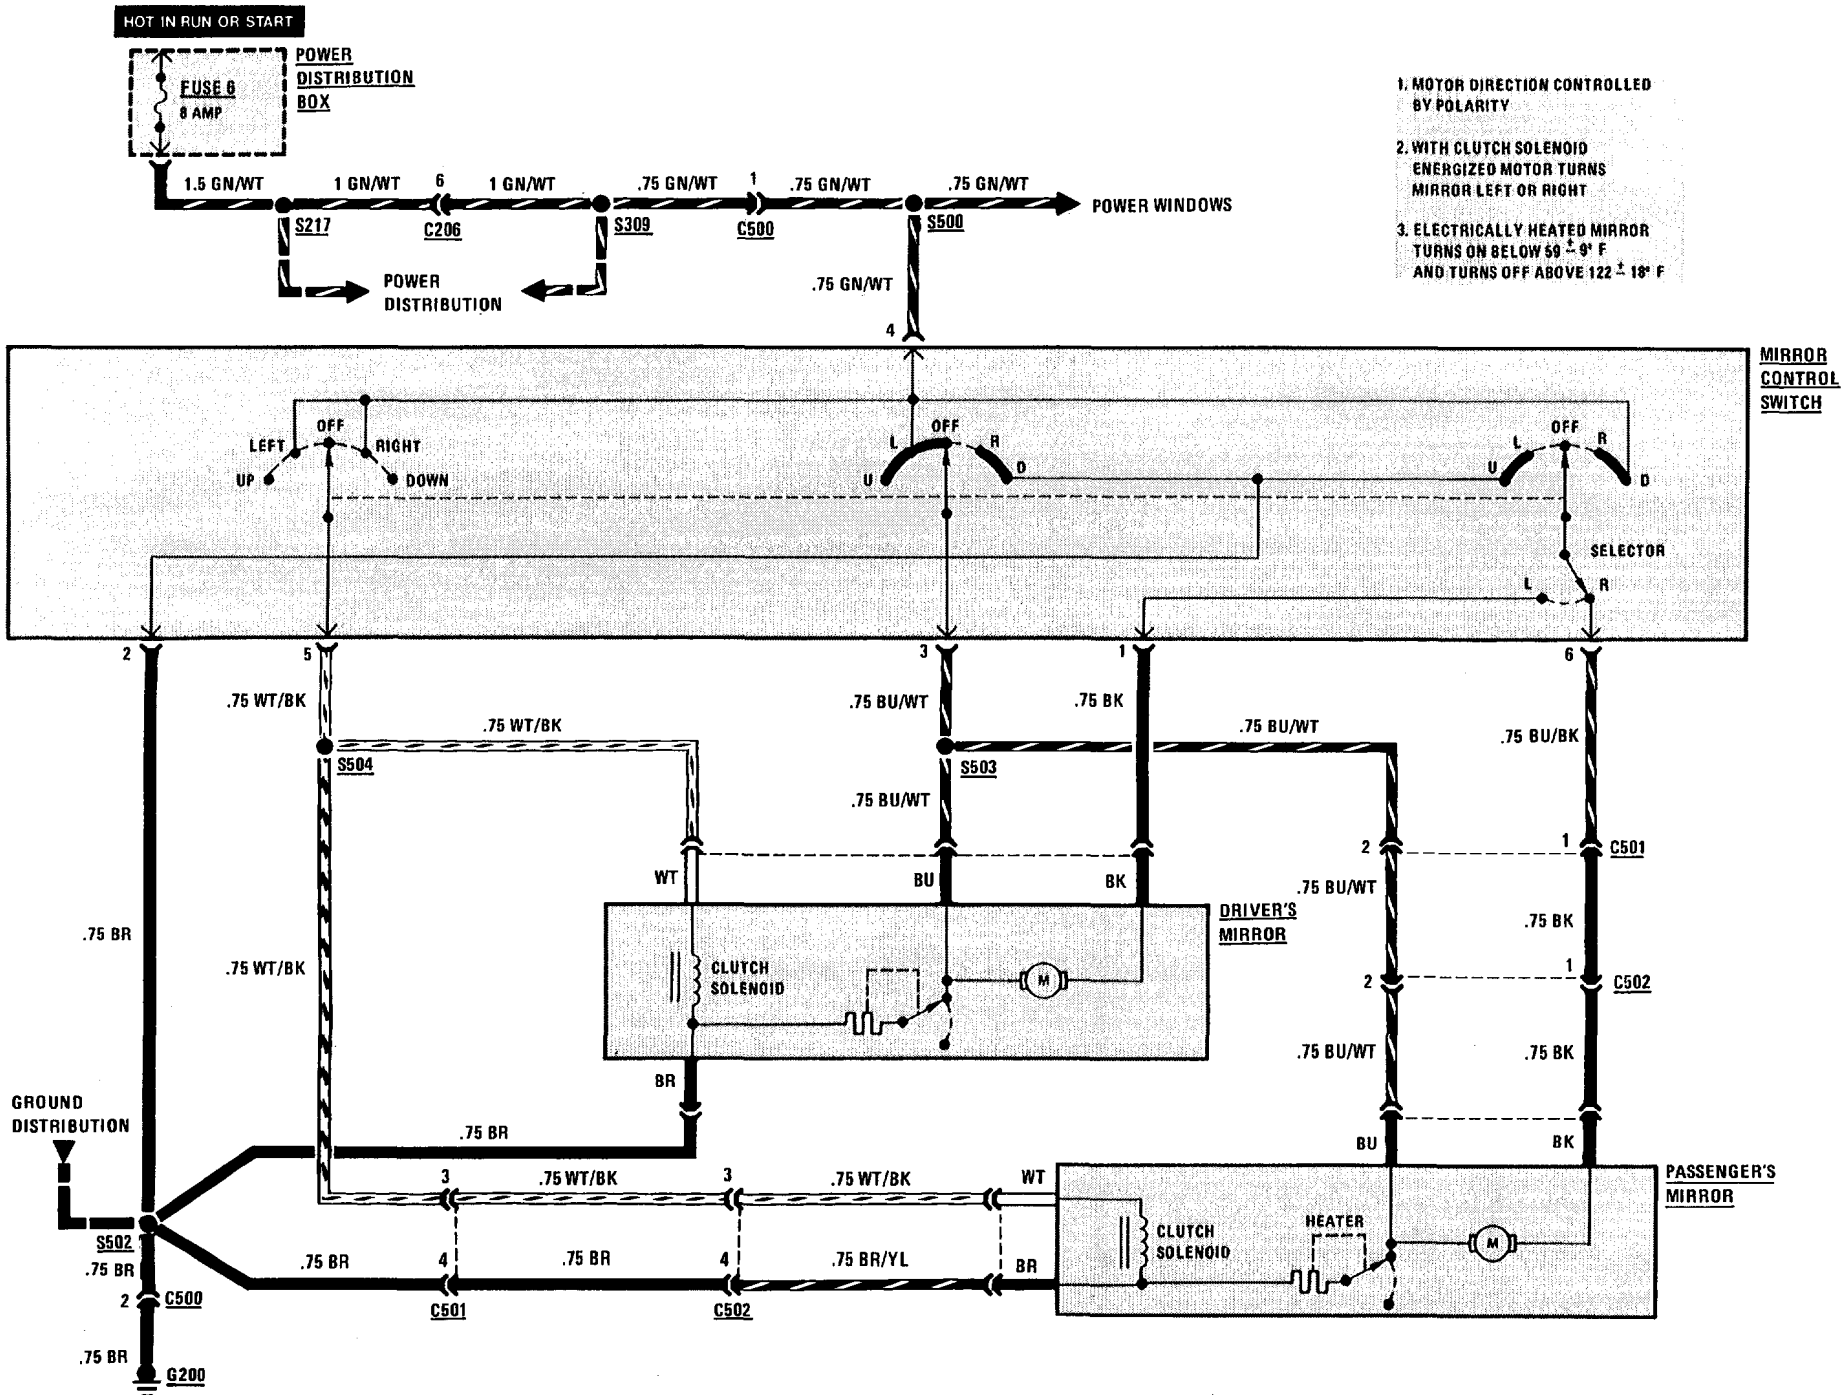 HOT IN RUN OR START
POWER
DISTRIBUTION
BOX
FUSE 6
8 AMP
1. MOTOR DIRECTION CONTROLLED
BY POLARITY
2. WITH CLUTCH SOLENOID
ENERGIZED MOTOR TURNS
MIRROR LEFT OR RIGHT
3. ELECTRICALLY HEATED MIRROR
TURNS ON BELOW 59 ± 9° F
AND TURNS OFF ABOVE 122 ± 18° F
1.5 GN/WT
1 GN/WT
6
1 GN/WT
.75 GN/WT
1
.75 GN/WT
.75 GN/WT
S217
C206
S309
C500
S500
POWER WINDOWS
POWER
DISTRIBUTION
.75 GN/WT
4
MIRROR
CONTROL
SWITCH
LEFT
OFF
RIGHT
UP
DOWN
L
OFF
R
U
D
L
OFF
R
U
D
SELECTOR
L
R
2
5
3
1
6
.75 WT/BK
.75 WT/BK
.75 BU/WT
.75 BK
.75 BU/WT
.75 BU/BK
S504
S503
.75 BU/WT
2
1
C501
WT
BU
BK
.75 BU/WT
DRIVER'S
MIRROR
.75 BK
.75 BR
.75 WT/BK
CLUTCH
SOLENOID
M
2
1
C502
.75 BU/WT
.75 BK
BR
GROUND
DISTRIBUTION
.75 BR
BU
BK
3
.75 WT/BK
3
.75 WT/BK
WT
PASSENGER'S
MIRROR
S502
HEATER
CLUTCH
SOLENOID
M
.75 BR
.75 BR
4
.75 BR
4
.75 BR/YL
BR
2
C500
C501
C502
.75 BR
G200